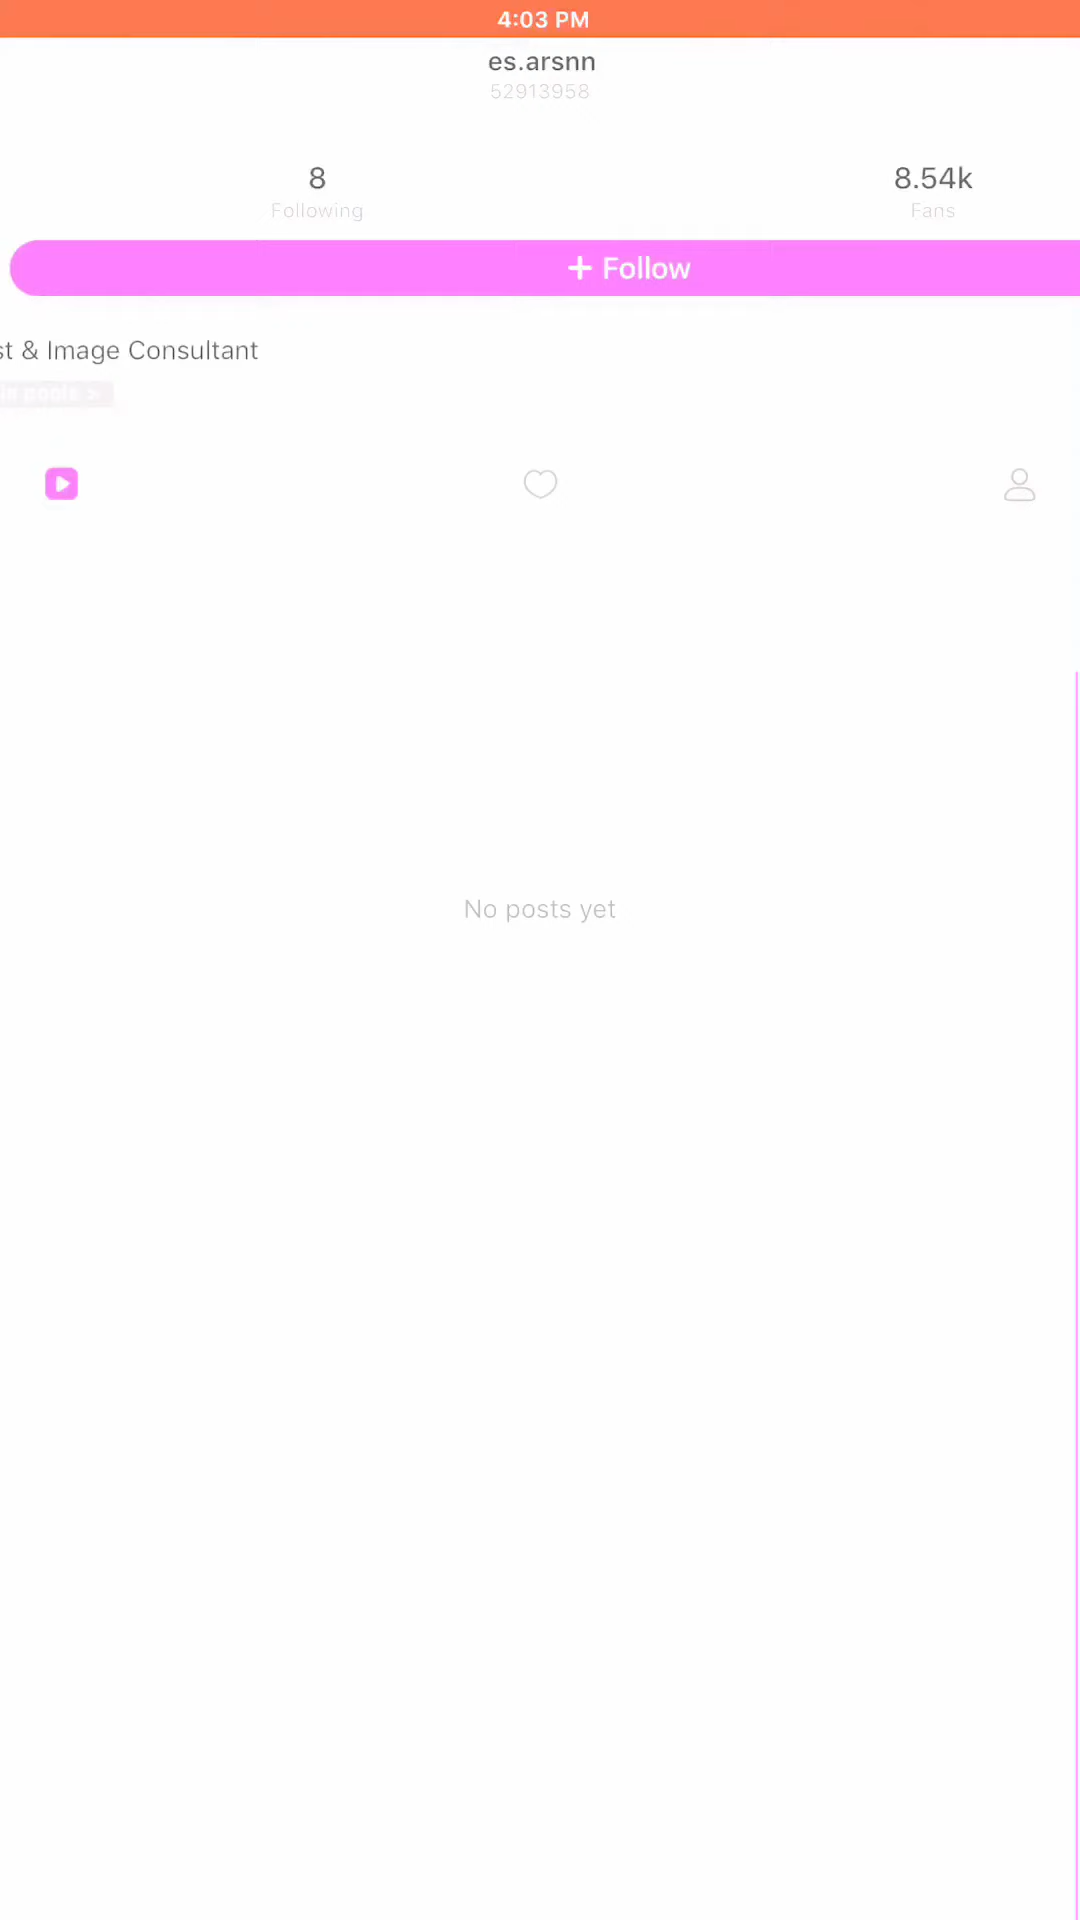 4:03 PM
es.arsnn
52913958
8
Following
8.54k
Fans
+ Follow
st & Image Consultant
No posts yet